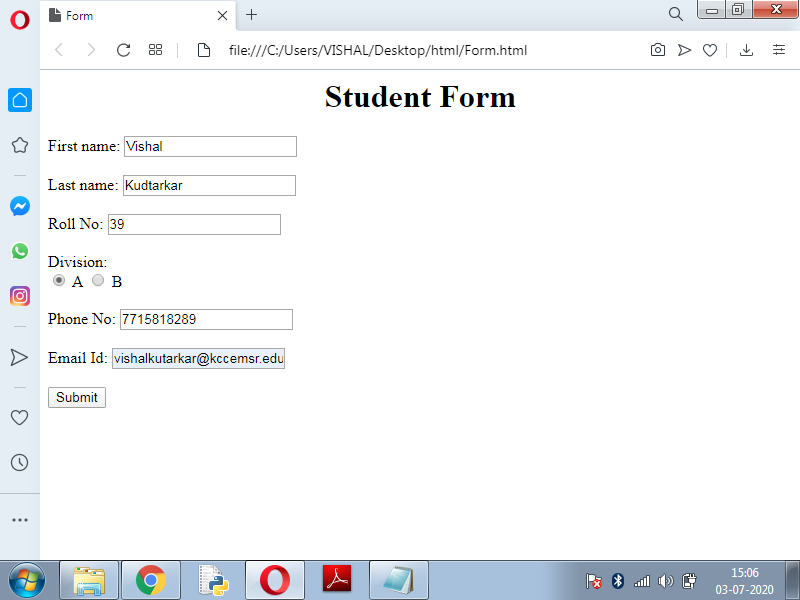 Form
file:///C:/Users/VISHAL/Desktop/html/Form.html
Student Form
First name: Vishal
Last name: Kudtarkar
Roll No: 39
Division:
A B
Phone No: 7715818289
Email Id: vishalkutarkar@kccemsr.edu
Submit
15:06
03-07-2020